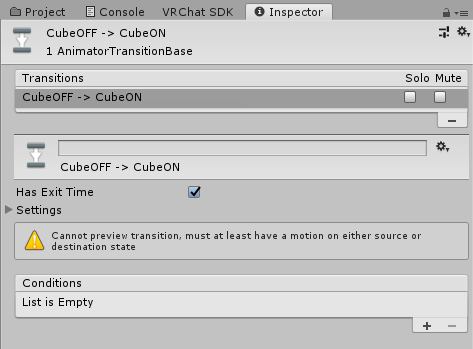 Project Console VRChat SDK Inspector
CubeOFF -> CubeON
1 AnimatorTransitionBase
Transitions Solo Mute
CubeOFF -> CubeON
CubeOFF -> CubeON
Has Exit Time
Settings
Cannot preview transition, must at least have a motion on either source or
destination state
Conditions
List is Empty